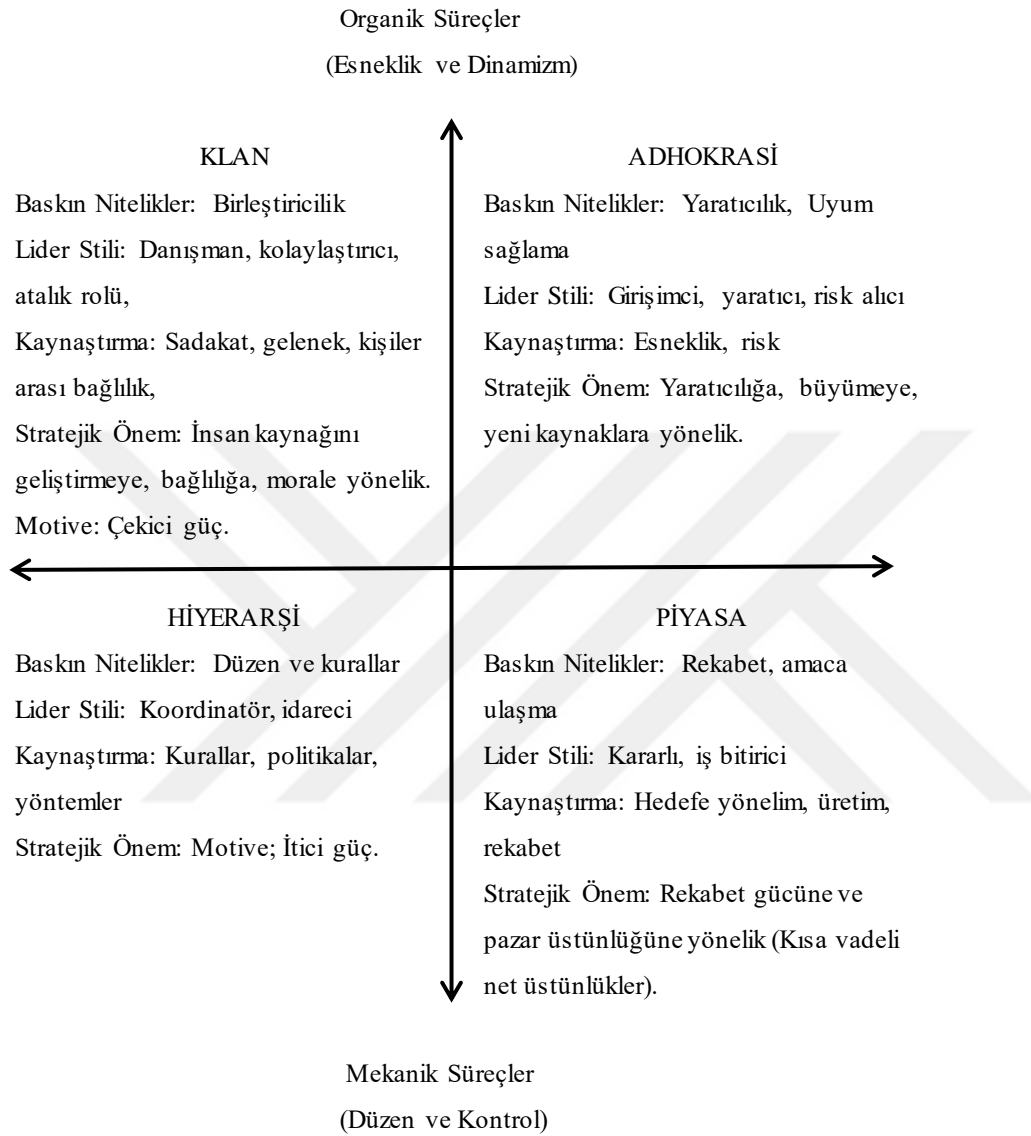 Organik Süreçler
(Esneklik ve Dinamizm)
KLAN
Baskın Nitelikler: Birleştiricilik
Lider Stili: Danışman, kolaylaştırıcı,
atalık rolü,
Kaynaştırma: Sadakat, gelenek, kişiler
arası bağlılık,
Stratejik Önem: İnsan kaynağını
geliştirmeye, bağlılığa, morale yönelik.
Motive: Çekici güç.
ADHOKRASİ
Baskın Nitelikler: Yaratıcılık, Uyum
sağlama
Lider Stili: Girişimci, yaratıcı, risk alıcı
Kaynaştırma: Esneklik, risk
Stratejik Önem: Yaratıcılığa, büyümeye,
yeni kaynaklara yönelik.
HİYERARŞİ
Baskın Nitelikler: Düzen ve kurallar
Lider Stili: Koordinatör, idareci
Kaynaştırma: Kurallar, politikalar,
yöntemler
Stratejik Önem: Motive; İtici güç.
PİYASA
Baskın Nitelikler: Rekabet, amaca
ulaşma
Lider Stili: Kararlı, iş bitirici
Kaynaştırma: Hedefe yönelim, üretim,
rekabet
Stratejik Önem: Rekabet gücüne ve
pazar üstünlüğüne yönelik (Kısa vadeli
net üstünlükler).
Mekanik Süreçler
(Düzen ve Kontrol)